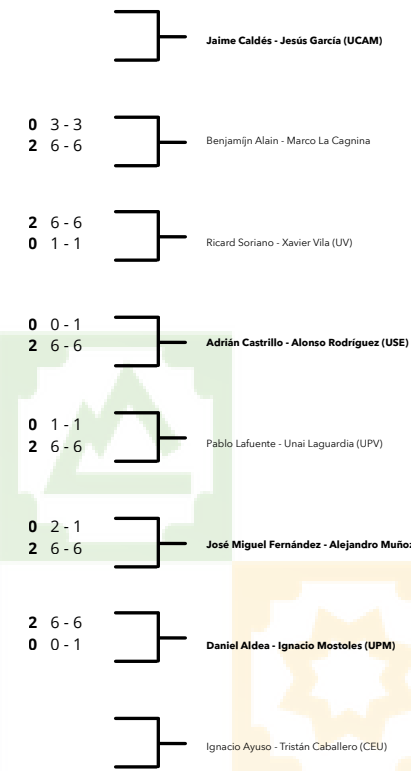 Jaime Caldés - Jesús García (UCAM)
0 3 - 3
2 6 - 6
Benjamíjn Alain - Marco La Cagnina
2 6 - 6
0 1 - 1
Ricard Soriano - Xavier Vila (UV)
0 0 - 1
2 6 - 6
Adrián Castrillo - Alonso Rodríguez (USE)
0 1 - 1
2 6 - 6
Pablo Lafuente - Unai Laguardia (UPV)
0 2 - 1
2 6 - 6
José Miguel Fernández - Alejandro Muñoz
2 6 - 6
0 0 - 1
Daniel Aldea - Ignacio Mostoles (UPM)
Ignacio Ayuso - Tristán Caballero (CEU)